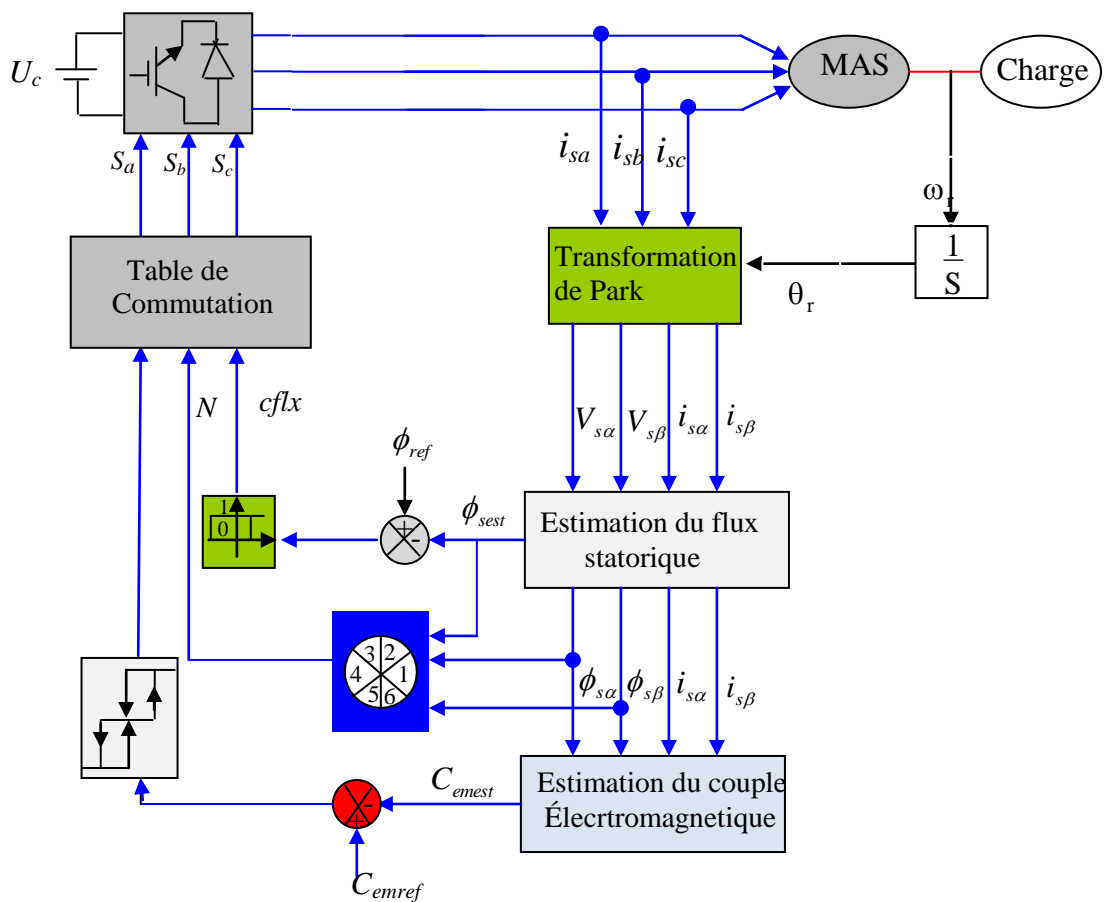 U_c
MAS
Charge
S_a
S_b
S_c
i_sa
i_sb
i_sc
ω_r
Table de
Commutation
Transformation
de Park
1
S
θ_r
N
cflx
V_sα
V_sβ
i_sα
i_sβ
ϕ_ref
1
0
+
-
ϕ_sest
Estimation du flux
statorique
3
2
4
1
5
6
ϕ_sα
ϕ_sβ
i_sα
i_sβ
C_emest
-
+
Estimation du couple
Élecrtromagnetique
C_emref